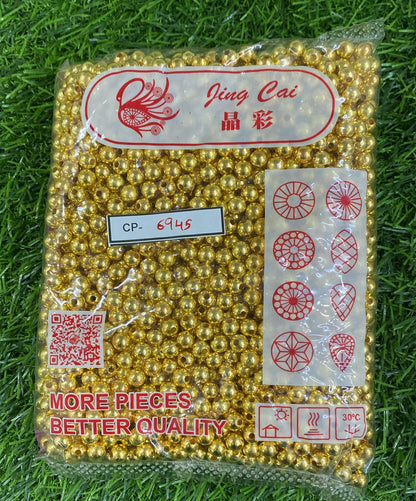 Jing Cai
晶彩
CP- 6945
MORE PIECES
BETTER QUALITY
30°C